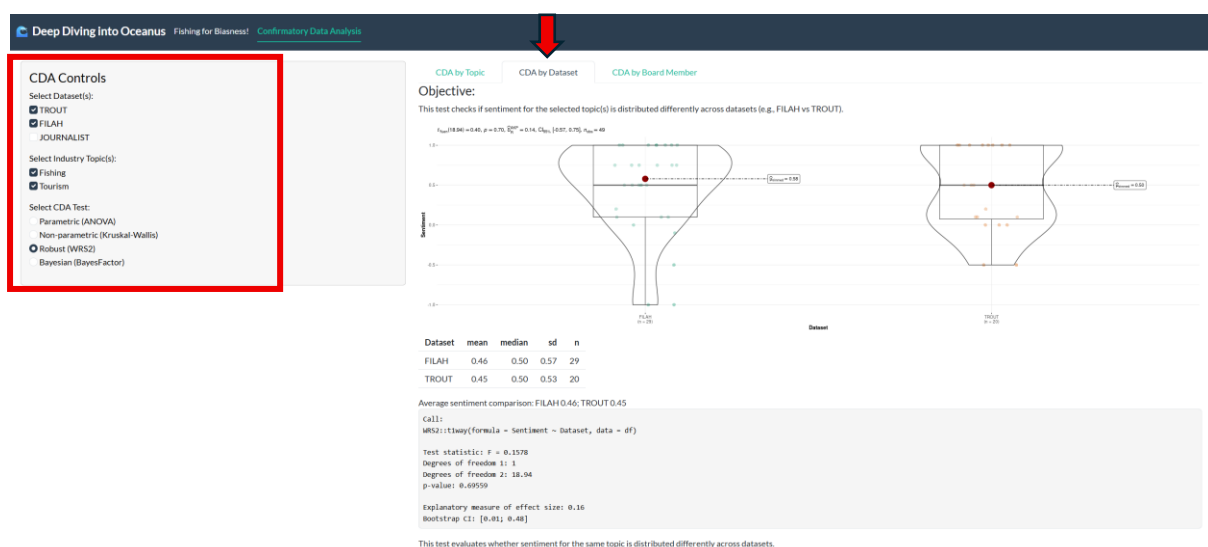 Deep Diving into Oceanus Fishing for Biasness! Confirmatory Data Analysis
CDA Controls
Select Dataset(s):
TROUT
FILAH
JOURNALIST
Select Industry Topic(s):
Fishing
Tourism
Select CDA Test:
Parametric (ANOVA)
Non-parametric (Kruskal-Wallis)
Robust (WRS2)
Bayesian (BayesFactor)
CDA by Topic CDA by Dataset CDA by Board Member
Objective:
This test checks if sentiment for the selected topic(s) is distributed differently across datasets (e.g., FILAH vs TROUT).
Sentiment
FILAH
(n = 29)
TROUT
(n = 20)
Dataset
Dataset mean median sd n
FILAH 0.46 0.50 0.57 29
TROUT 0.45 0.50 0.53 20
Average sentiment comparison: FILAH 0.46; TROUT 0.45
Call:
WRS2::t1way(formula = Sentiment ~ Dataset, data = df)
Test statistic: F = 0.1578
Degrees of freedom 1: 1
Degrees of freedom 2: 18.94
p-value: 0.69559
Explanatory measure of effect size: 0.16
Bootstrap CI: [0.01; 0.48]
This test evaluates whether sentiment for the same topic is distributed differently across datasets.